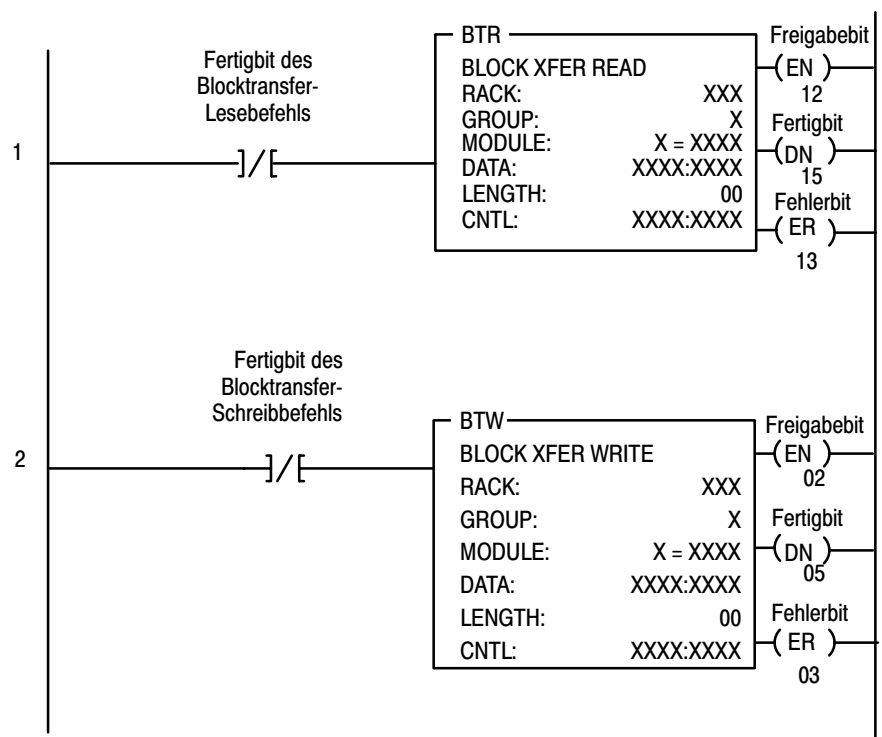 BTR
Freigabebit
Fertigbit des
Blocktransfer-
Lesebefehls
BLOCK XFER READ
EN
12
RACK: XXX
GROUP: X
Fertigbit
1
MODULE: X = XXXX
DN
15
DATA: XXXX:XXXX
LENGTH: 00
Fehlerbit
CNTL: XXXX:XXXX
ER
13
Fertigbit des
Blocktransfer-
Schreibbefehls
BTW
Freigabebit
2
BLOCK XFER WRITE
EN
02
RACK: XXX
GROUP: X
Fertigbit
MODULE: X = XXXX
DN
05
DATA: XXXX:XXXX
LENGTH: 00
Fehlerbit
CNTL: XXXX:XXXX
ER
03